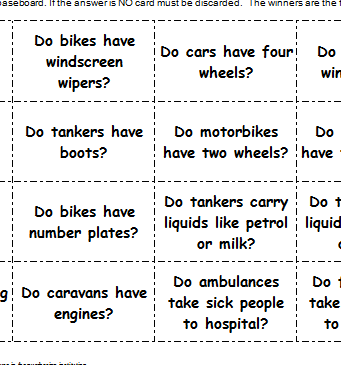 baseboard. If the answer is NO card must be discarded. The winners are the f
Do bikes have
windscreen
wipers?
Do cars have four
wheels?
Do
win
Do tankers have
boots?
Do motorbikes
have two wheels?
Do
have
Do bikes have
number plates?
Do tankers carry
liquids like petrol
or milk?
Do t
liquid
g
Do caravans have
engines?
Do ambulances
take sick people
to hospital?
Do
take
to